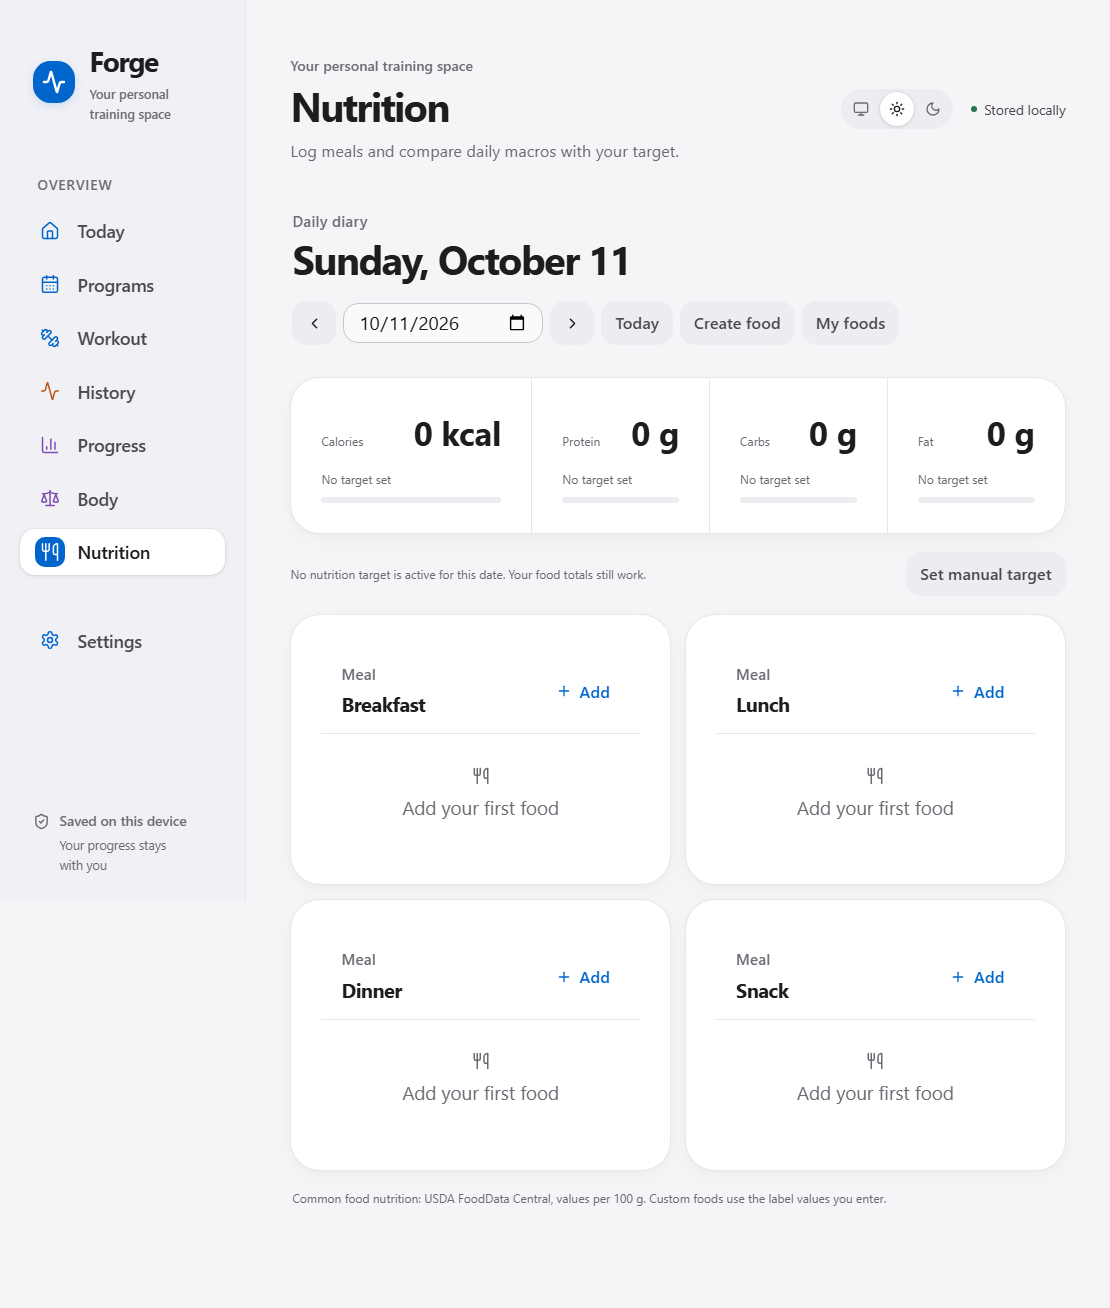 Forge
Your personal
training space
OVERVIEW
Today
Programs
Workout
History
Progress
Body
Nutrition
Settings
Saved on this device
Your progress stays
with you
Your personal training space
Nutrition
Log meals and compare daily macros with your target.
Stored locally
Daily diary
Sunday, October 11
10/11/2026
Today
Create food
My foods
Calories 0 kcal
No target set
Protein 0 g
No target set
Carbs 0 g
No target set
Fat 0 g
No target set
No nutrition target is active for this date. Your food totals still work.
Set manual target
Meal
Breakfast
+ Add
Add your first food
Meal
Lunch
+ Add
Add your first food
Meal
Dinner
+ Add
Add your first food
Meal
Snack
+ Add
Add your first food
Common food nutrition: USDA FoodData Central, values per 100 g. Custom foods use the label values you enter.